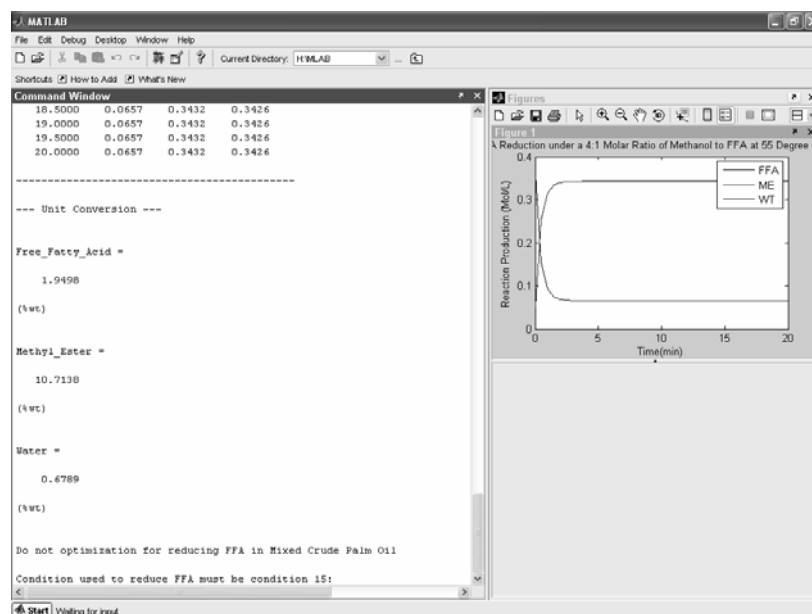 MATLAB
File Edit Debug Desktop Window Help
Current Directory: H:\MLAB
Shortcuts How to Add What's New
Command Window
18.5000 0.0657 0.3432 0.3426
19.0000 0.0657 0.3432 0.3426
19.5000 0.0657 0.3432 0.3426
20.0000 0.0657 0.3432 0.3426
--------------------------------------------
--- Unit Conversion ---
Free_Fatty_Acid =
1.9498
(%wt)
Methyl_Ester =
10.7138
(%wt)
Water =
0.6789
(%wt)
Do not optimization for reducing FFA in Mixed Crude Palm Oil
Condition used to reduce FFA must be condition 15:
Start Waiting for input
Figures
Figure 1
A Reduction under a 4:1 Molar Ratio of Methanol to FFA at 55 Degree
Reaction Production (Mol/L)
0.4
0.3
0.2
0.1
0
0 5 10 15 20
Time(min)
FFA
ME
WT